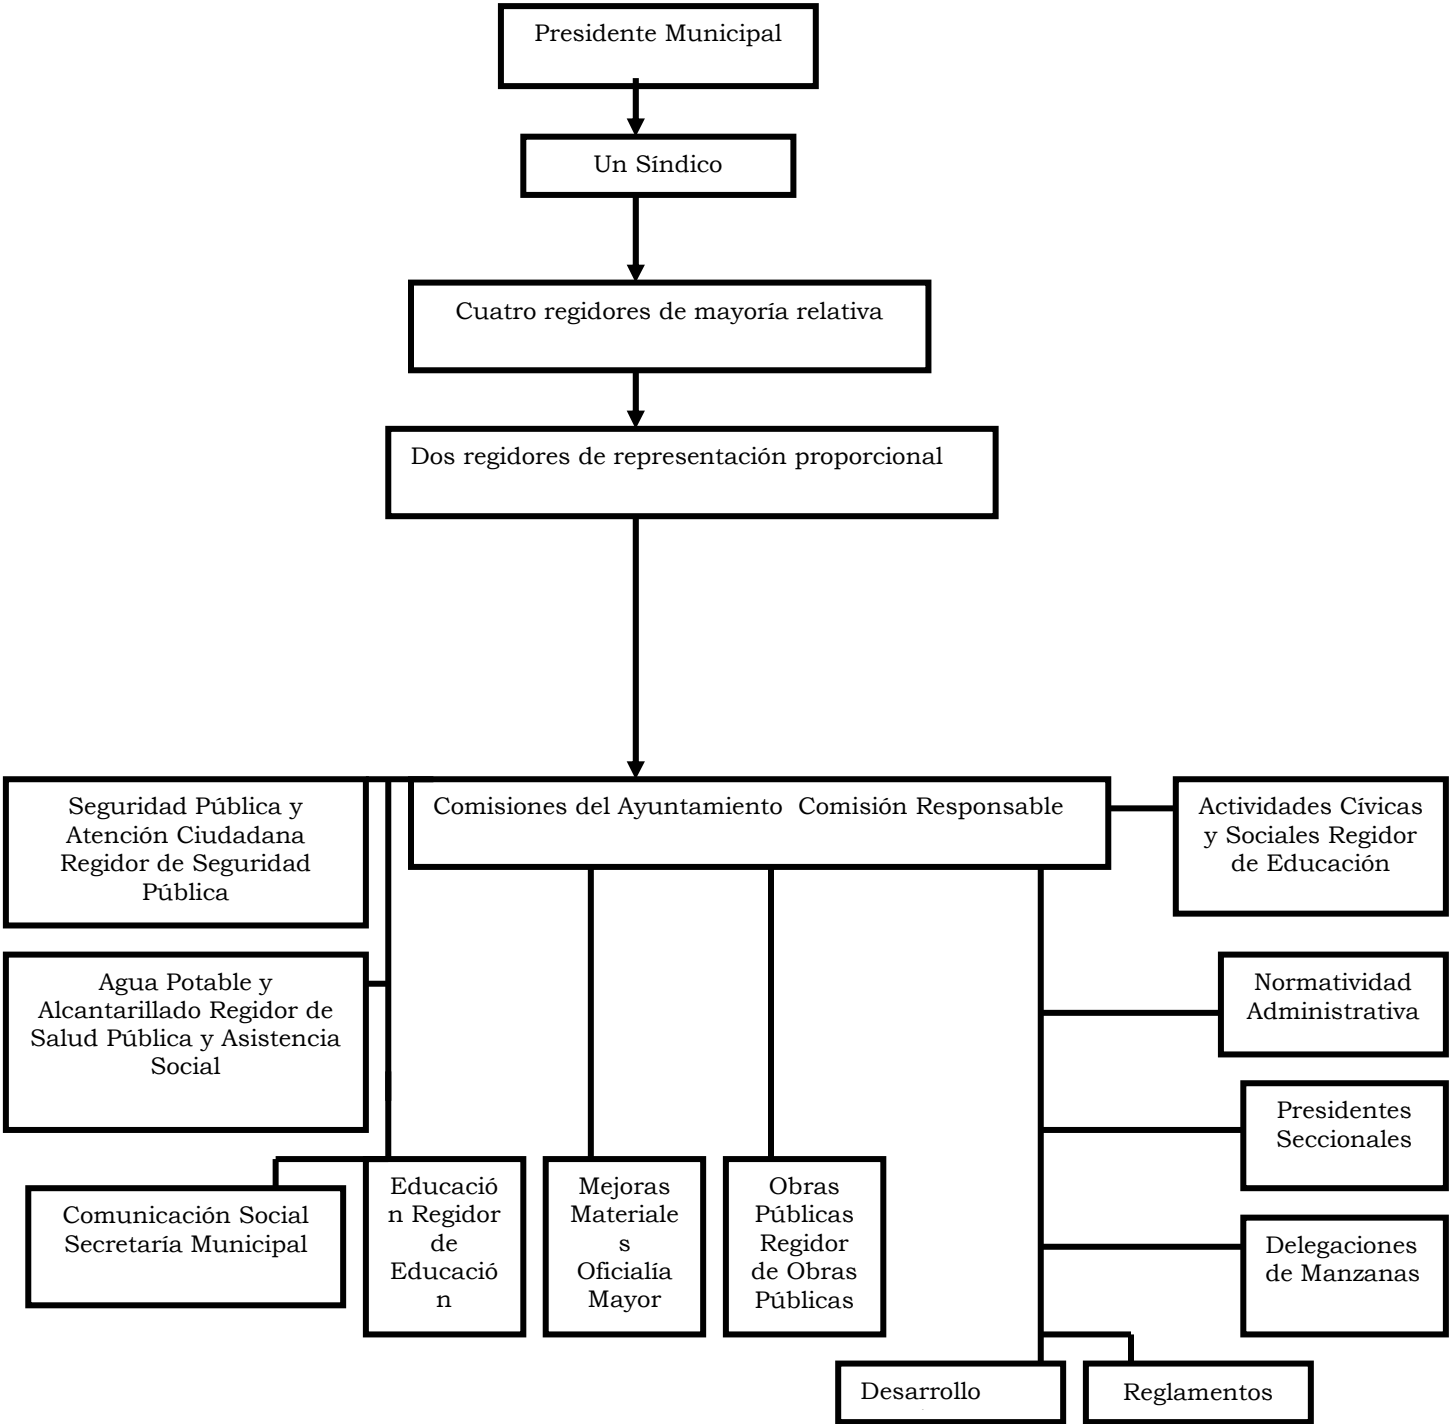 Presidente Municipal
Un Síndico
Cuatro regidores de mayoría relativa
Dos regidores de representación proporcional
Seguridad Pública y
Atención Ciudadana
Regidor de Seguridad
Pública
Comisiones del Ayuntamiento  Comisión Responsable
Actividades Cívicas
y Sociales Regidor
de Educación
Agua Potable y
Alcantarillado Regidor de
Salud Pública y Asistencia
Social
Normatividad
Administrativa
Presidentes
Seccionales
Comunicación Social
Secretaría Municipal
Educació
n Regidor
de
Educació
n
Mejoras
Materiale
s
Oficialía
Mayor
Obras
Públicas
Regidor
de Obras
Públicas
Delegaciones
de Manzanas
Desarrollo
Reglamentos